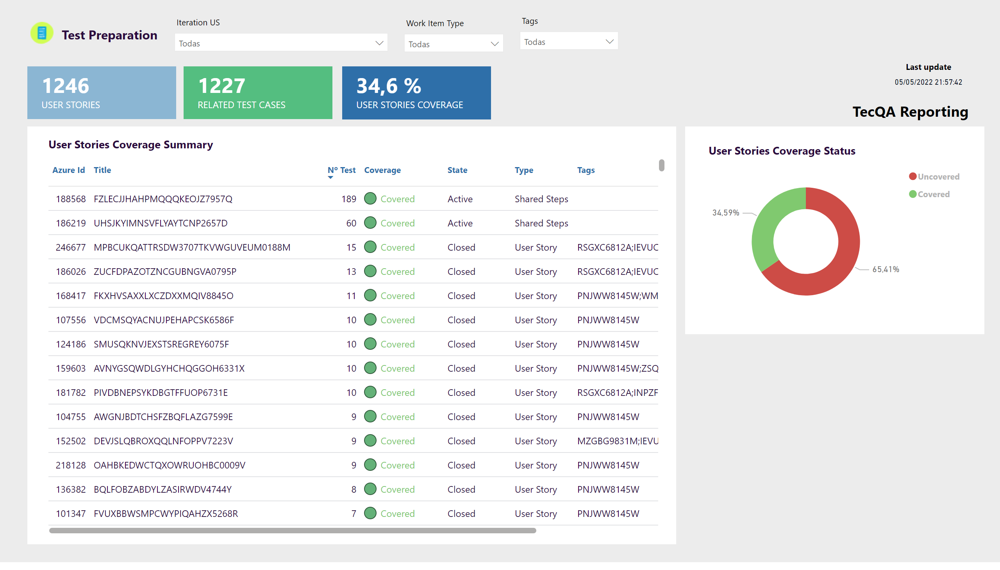 Test Preparation
Iteration US
Todas
Work Item Type
Todas
Tags
Todas
1246
USER STORIES
1227
RELATED TEST CASES
34,6 %
USER STORIES COVERAGE
Last update
05/05/2022 21:57:42
TecQA Reporting
User Stories Coverage Summary
Azure Id Title Nº Test Coverage State Type Tags
188568 FZLECJJHAHPMQQQKEOJZ7957Q 189 Covered Active Shared Steps
186219 UHSJKYIMNSVFLYAYTCNP2657D 60 Covered Active Shared Steps
246677 MPBCUKQATTRSDW3707TKVWGUVEUM0188M 15 Covered Closed User Story RSGXC6812A;IEVUC
186026 ZUCFDPAZOTZNCGUBNGVA0795P 13 Covered Closed User Story RSGXC6812A;IEVUC
168417 FKXHVSAXXLXCZDXXMQIV8845O 11 Covered Closed User Story PNJWW8145W;WM
107556 VDCMSQYACNUJPEHAPCSK6586F 10 Covered Closed User Story PNJWW8145W
124186 SMUSQKNVJEXSTSREGREY6075F 10 Covered Closed User Story PNJWW8145W
159603 AVNYGSQWDLGYHCHQGGOH6331X 10 Covered Closed User Story PNJWW8145W;ZSQ
181782 PIVDBNEPSYKDBGTFFUOP6731E 10 Covered Closed User Story RSGXC6812A;INPZF
104755 AWGNJBDTCHSFZBQFLAZG7599E 9 Covered Closed User Story PNJWW8145W
152502 DEVJSLQBROXQQLNFOPPV7223V 9 Covered Closed User Story MZGBG9831M;IEVU
218128 OAHBKEDWCTQXOWRUOHBC0009V 9 Covered Closed User Story PNJWW8145W
136382 BQLFOBZABDYLZASIRWDV4744Y 8 Covered Closed User Story PNJWW8145W
101347 FVUXBBWSMPCWYPIQAHZX5268R 7 Covered Closed User Story PNJWW8145W
User Stories Coverage Status
Uncovered
Covered
34,59%
65,41%